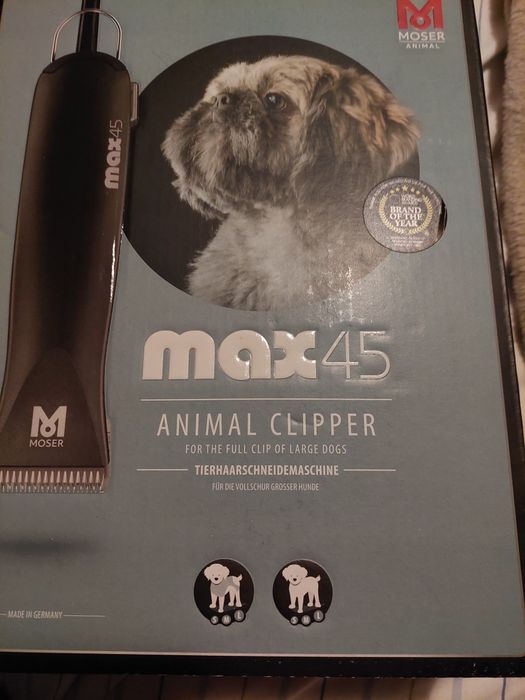 MOSER
ANIMAL
max45
BRAND
OF THE
YEAR
max45
ANIMAL CLIPPER
FOR THE FULL CLIP OF LARGE DOGS
TIERHAARSCHNEIDEMASCHINE
FÜR DIE VOLLSCHUR GROSSER HUNDE
MOSER
S M L
S M L
MADE IN GERMANY